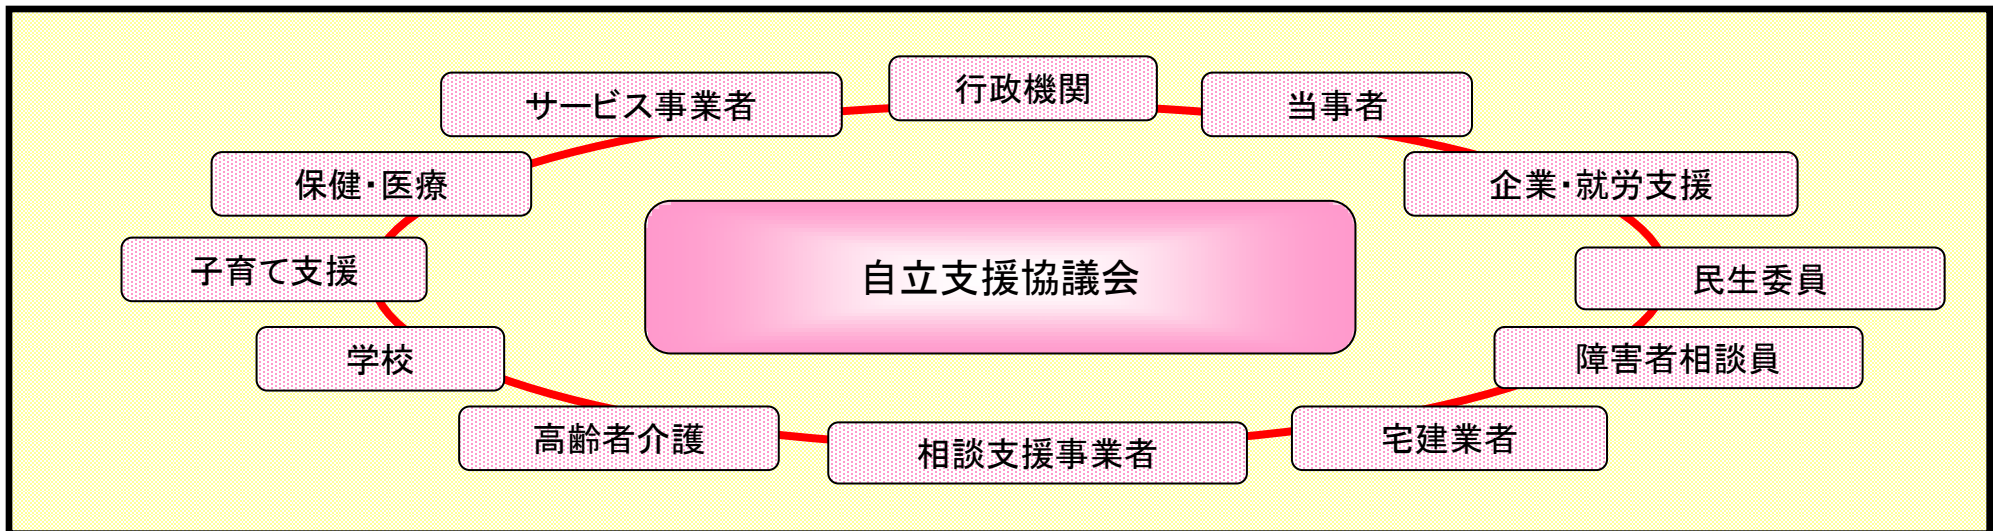 行政機関
サービス事業者
当事者
保健・医療
企業・就労支援
子育て支援
自立支援協議会
民生委員
学校
障害者相談員
高齢者介護
相談支援事業者
宅建業者